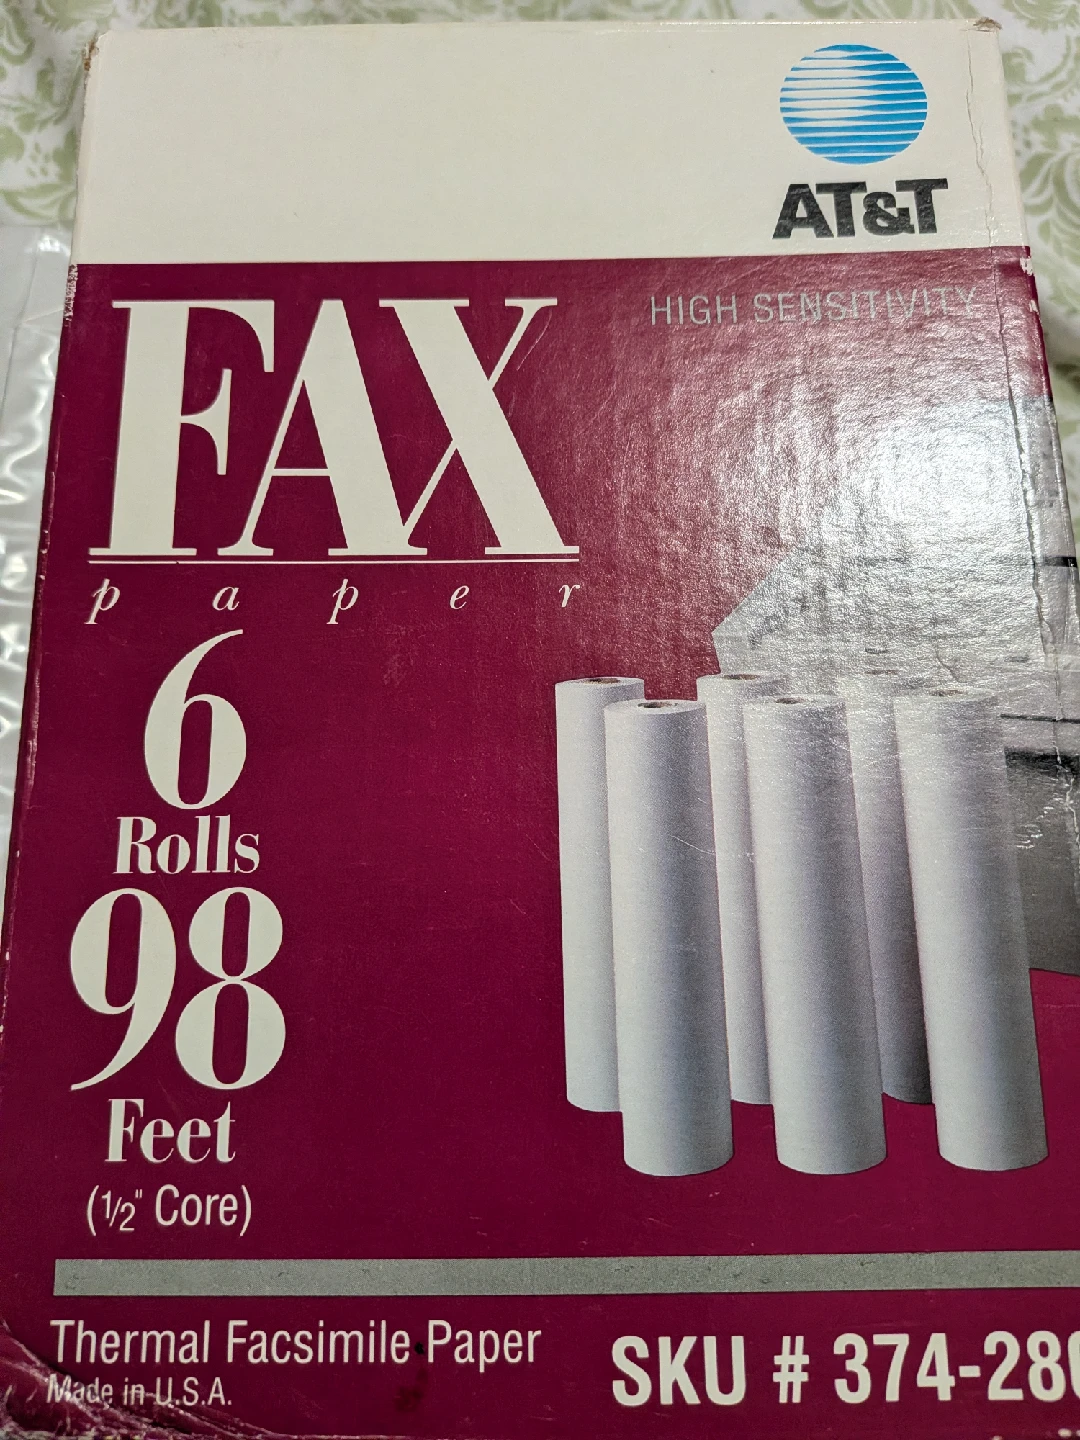 AT&T
FAX
HIGH SENSITIVITY
paper
6
Rolls
98
Feet
(1/2" Core)
Thermal Facsimile Paper
Made in U.S.A.
SKU # 374-28